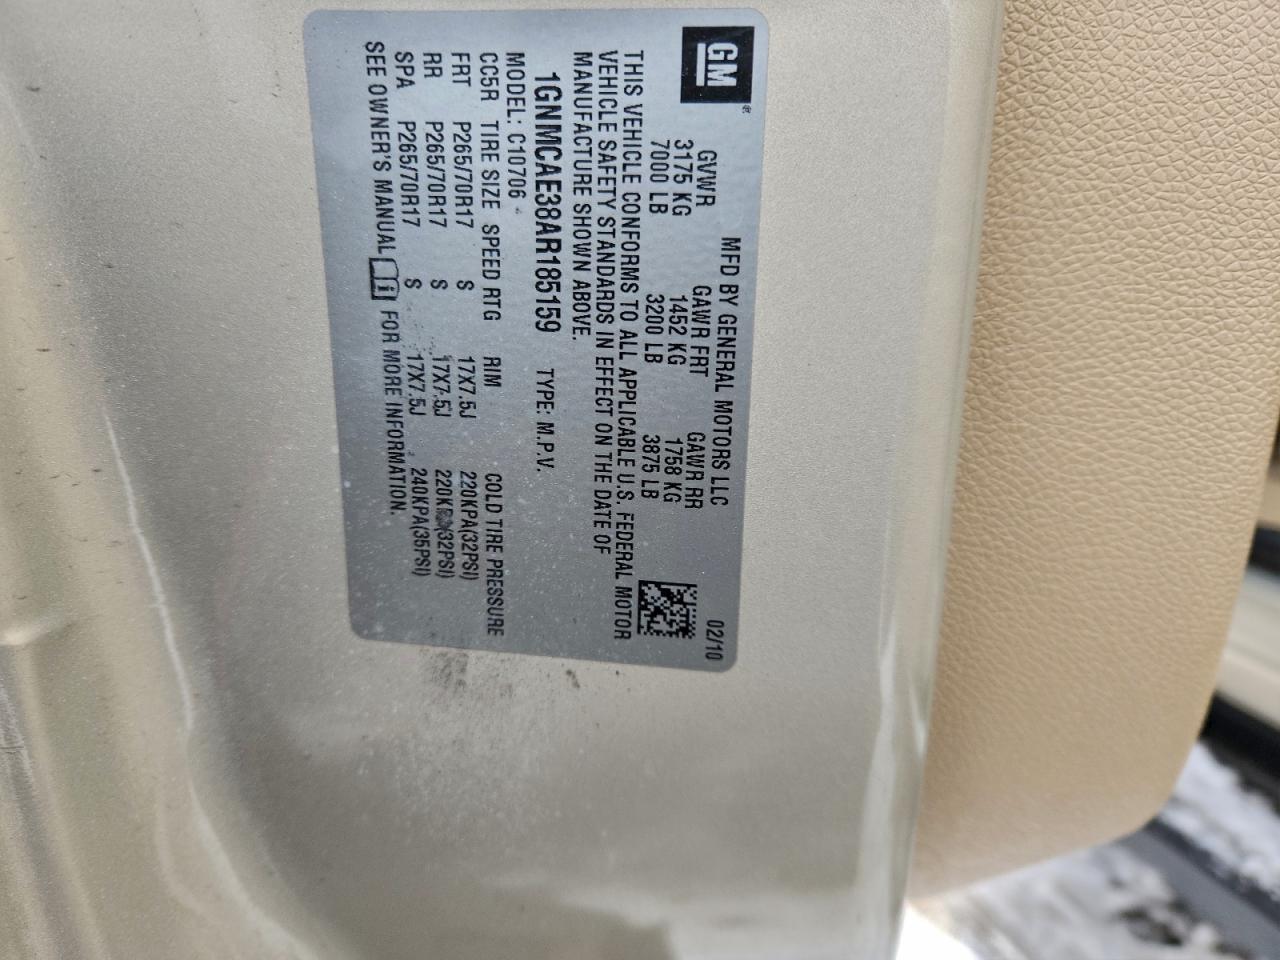 GM®
MFD BY GENERAL MOTORS LLC 02/10
GVWR GAWR FRT GAWR RR
3175 KG 1452 KG 1758 KG
7000 LB 3200 LB 3875 LB
THIS VEHICLE CONFORMS TO ALL APPLICABLE U.S. FEDERAL MOTOR
VEHICLE SAFETY STANDARDS IN EFFECT ON THE DATE OF
MANUFACTURE SHOWN ABOVE.
1GNMCAE38AR185159 TYPE: M.P.V.
MODEL: C10706
CC5R TIRE SIZE SPEED RTG RIM COLD TIRE PRESSURE
FRT P265/70R17 S 17X7.5J 220KPA(32PSI)
RR P265/70R17 S 17X7.5J 220KPA(32PSI)
SPA P265/70R17 S 17X7.5J 240KPA(35PSI)
SEE OWNER'S MANUAL i FOR MORE INFORMATION.